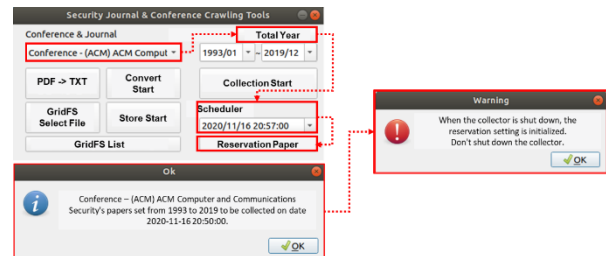 Security Journal & Conference Crawling Tools
Conference & Journal
Total Year
Conference - (ACM) ACM Comput
1993/01
~
2019/12
PDF -> TXT
Convert
Start
Collection Start
GridFS
Select File
Store Start
Scheduler
2020/11/16 20:57:00
GridFS List
Reservation Paper
Ok
Conference – (ACM) ACM Computer and Communications
Security's papers set from 1993 to 2019 to be collected on date
2020-11-16 20:50:00.
OK
Warning
When the collector is shut down, the
reservation setting is initialized.
Don't shut down the collector.
OK